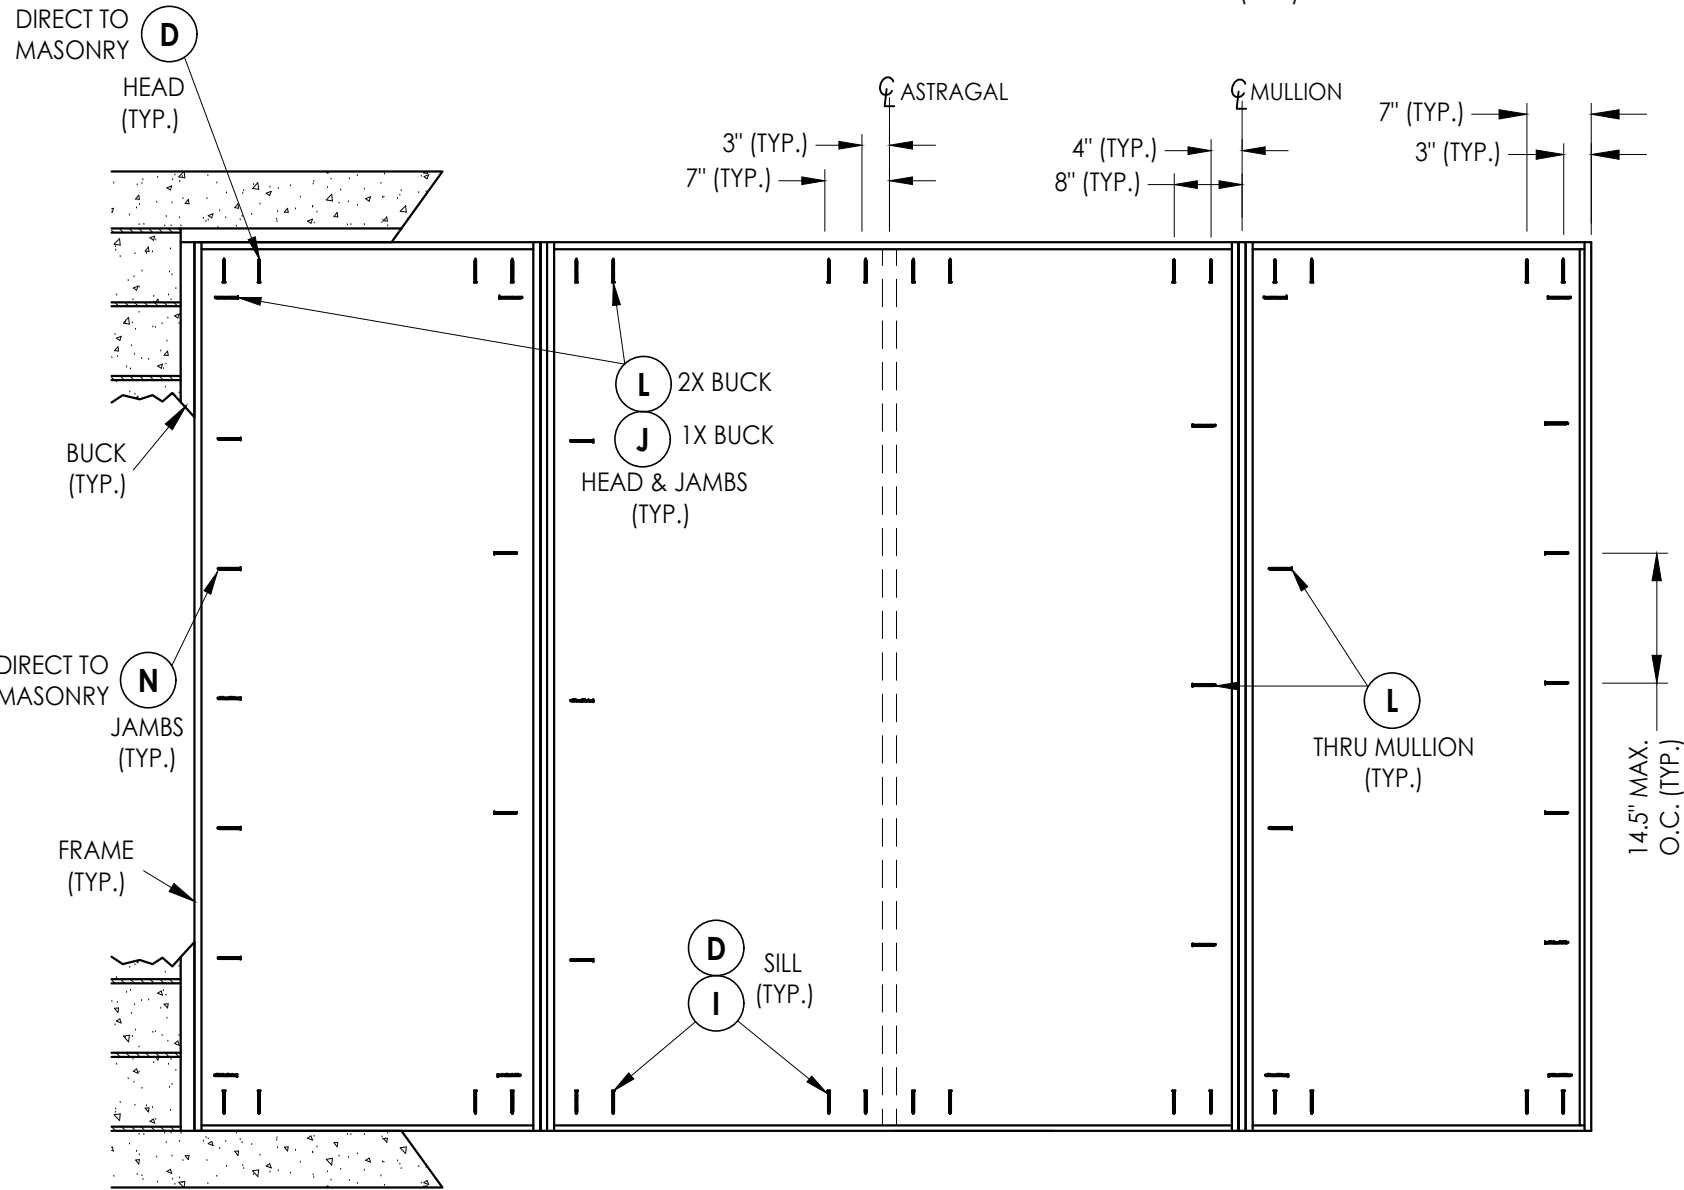 DIRECT TO
MASONRY
D
HEAD
(TYP.)
℄ ASTRAGAL
℄ MULLION
3" (TYP.)
7" (TYP.)
4" (TYP.)
8" (TYP.)
7" (TYP.)
3" (TYP.)
L 2X BUCK
J 1X BUCK
HEAD & JAMBS
(TYP.)
BUCK
(TYP.)
DIRECT TO
MASONRY
N
JAMBS
(TYP.)
L
THRU MULLION
(TYP.)
14.5" MAX.
O.C. (TYP.)
FRAME
(TYP.)
D
I
SILL
(TYP.)